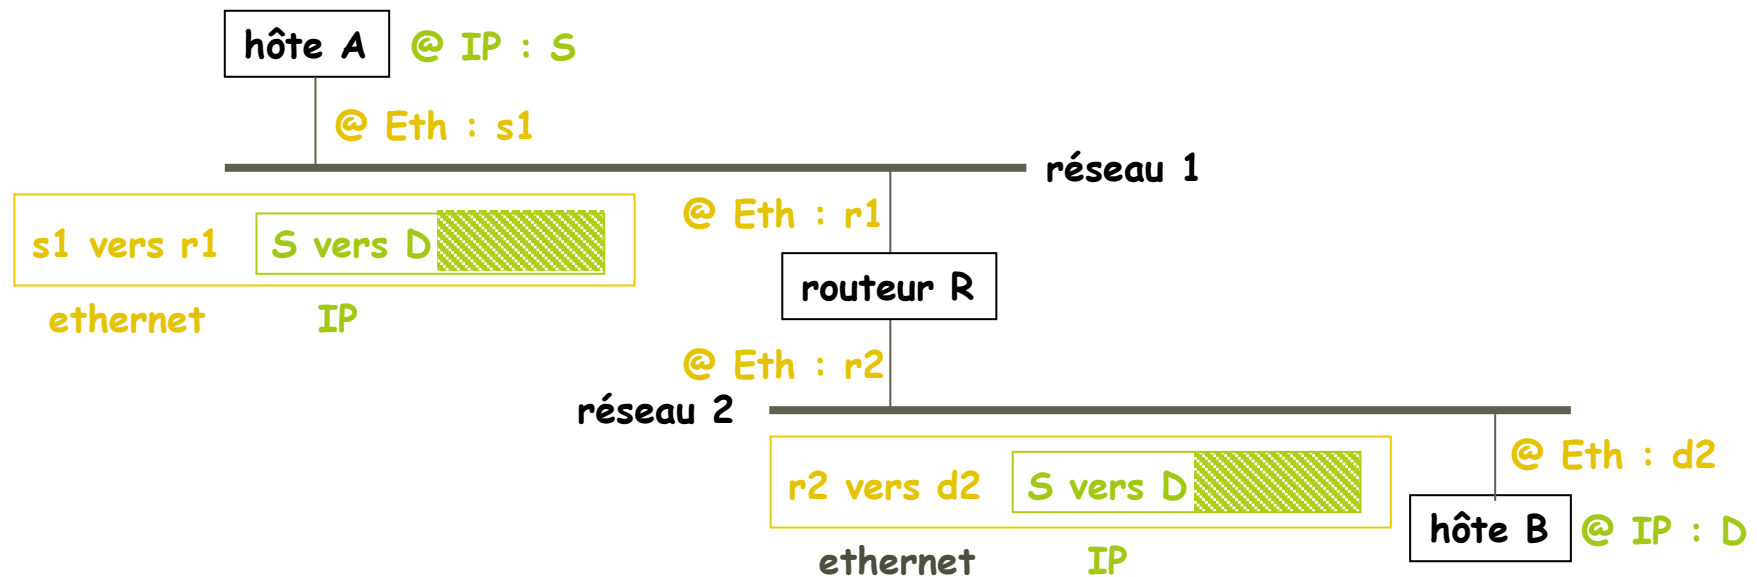 hôte A @ IP : S
@ Eth : s1
réseau 1
@ Eth : r1
s1 vers r1 S vers D
routeur R
ethernet IP
@ Eth : r2
réseau 2
@ Eth : d2
r2 vers d2 S vers D
hôte B @ IP : D
ethernet IP